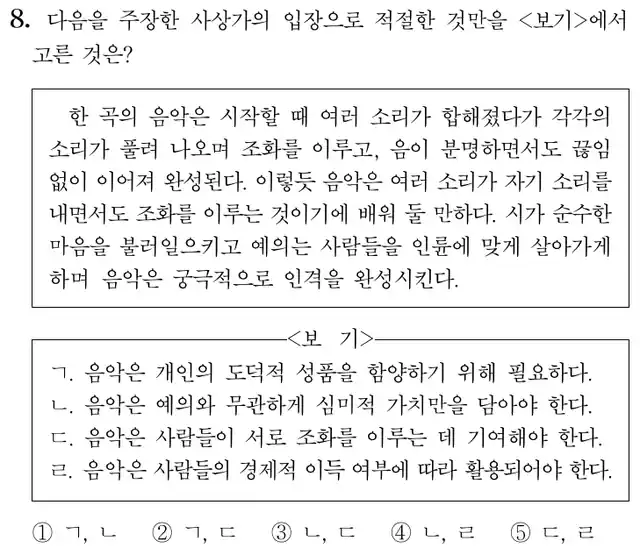 8. 다음을 주장한 사상가의 입장으로 적절한 것만을 <보기>에서
고른 것은?
한 곡의 음악은 시작할 때 여러 소리가 합해졌다가 각각의
소리가 풀려 나오며 조화를 이루고, 음이 분명하면서도 끊임
없이 이어져 완성된다. 이렇듯 음악은 여러 소리가 자기 소리를
내면서도 조화를 이루는 것이기에 배워 둘 만하다. 시가 순수한
마음을 불러일으키고 예의는 사람들을 인륜에 맞게 살아가게
하며 음악은 궁극적으로 인격을 완성시킨다.
<보 기>
ㄱ. 음악은 개인의 도덕적 성품을 함양하기 위해 필요하다.
ㄴ. 음악은 예의와 무관하게 심미적 가치만을 담아야 한다.
ㄷ. 음악은 사람들이 서로 조화를 이루는 데 기여해야 한다.
ㄹ. 음악은 사람들의 경제적 이득 여부에 따라 활용되어야 한다.
① ㄱ, ㄴ ② ㄱ, ㄷ ③ ㄴ, ㄷ ④ ㄴ, ㄹ ⑤ ㄷ, ㄹ